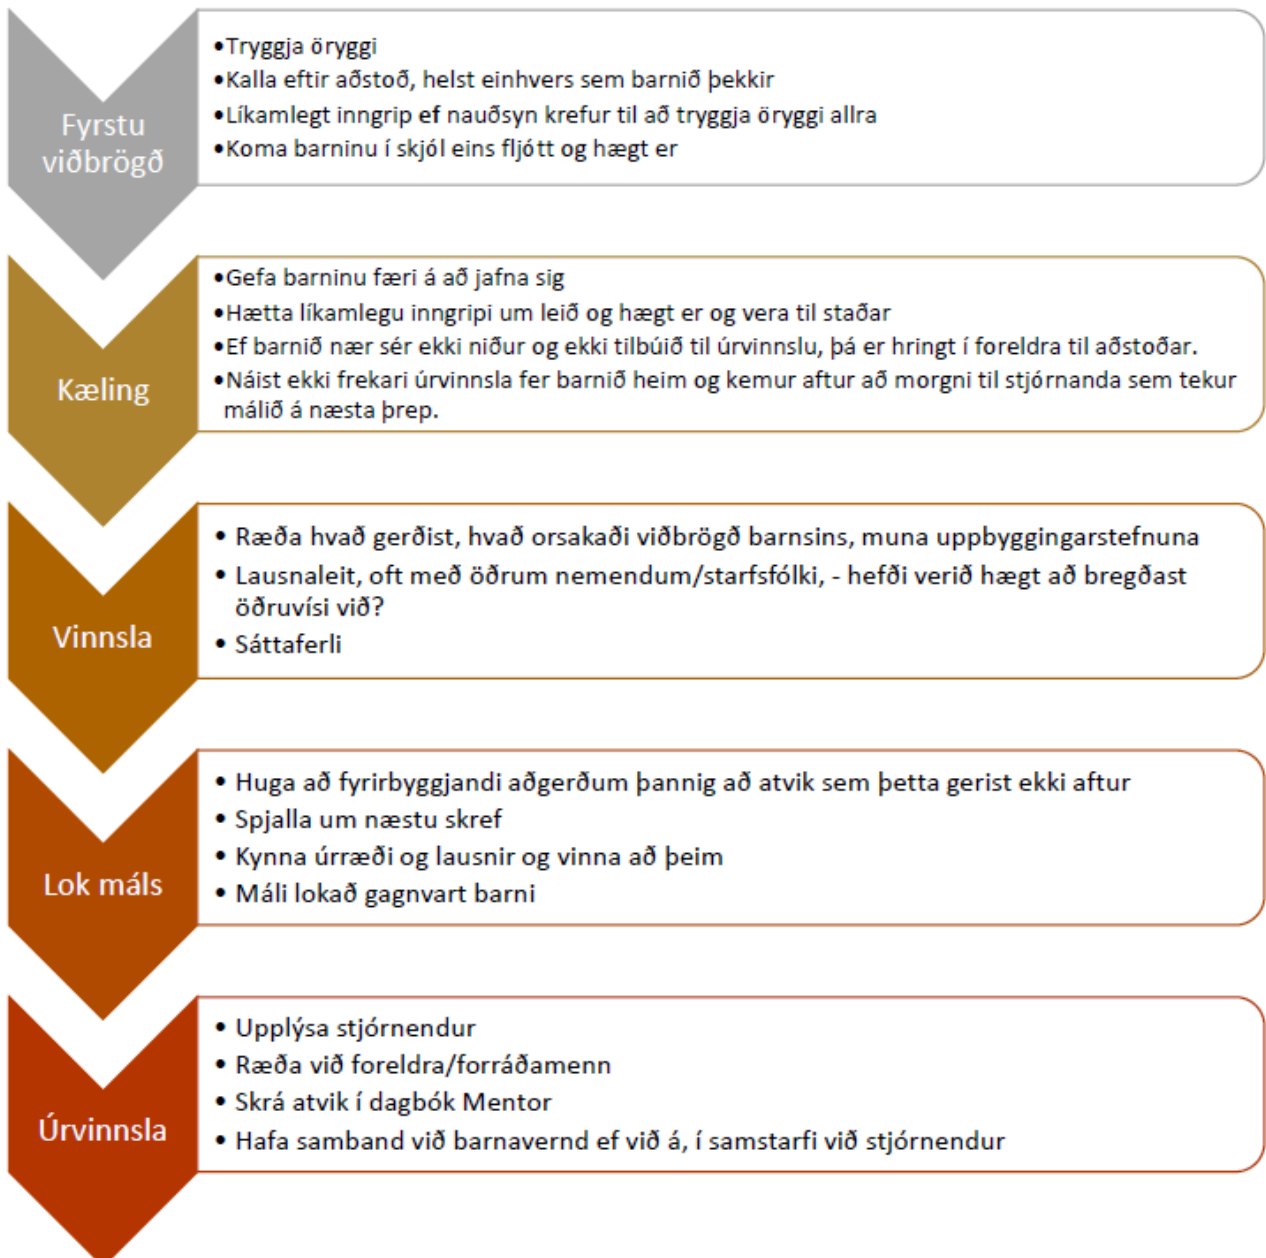 Fyrstu
viðbrögð
•Tryggja öryggi
•Kalla eftir aðstoð, helst einhvers sem barnið þekkir
•Líkamlegt inngrip ef nauðsyn krefur til að tryggja öryggi allra
•Koma barninu í skjól eins fljótt og hægt er
Kæling
•Gefa barninu færi á að jafna sig
•Hætta líkamlegu inngripi um leið og hægt er og vera til staðar
•Ef barnið nær sér ekki niður og ekki tilbúið til úrvinnslu, þá er hringt í foreldra til aðstoðar.
•Náist ekki frekari úrvinnsla fer barnið heim og kemur aftur að morgni til stjórnanda sem tekur
málið á næsta þrep.
Vinnsla
• Ræða hvað gerðist, hvað orsakaði viðbrögð barnsins, muna uppbyggingarstefnuna
• Lausnaleit, oft með öðrum nemendum/starfsfólki, - hefði verið hægt að bregðast
öðruvísi við?
• Sáttaferli
Lok máls
• Huga að fyrirbyggjandi aðgerðum þannig að atvik sem þetta gerist ekki aftur
• Spjalla um næstu skref
• Kynna úrræði og lausnir og vinna að þeim
• Máli lokað gagnvart barni
Úrvinnsla
• Upplýsa stjórnendur
• Ræða við foreldra/forráðamenn
• Skrá atvik í dagbók Mentor
• Hafa samband við barnavernd ef við á, í samstarfi við stjórnendur